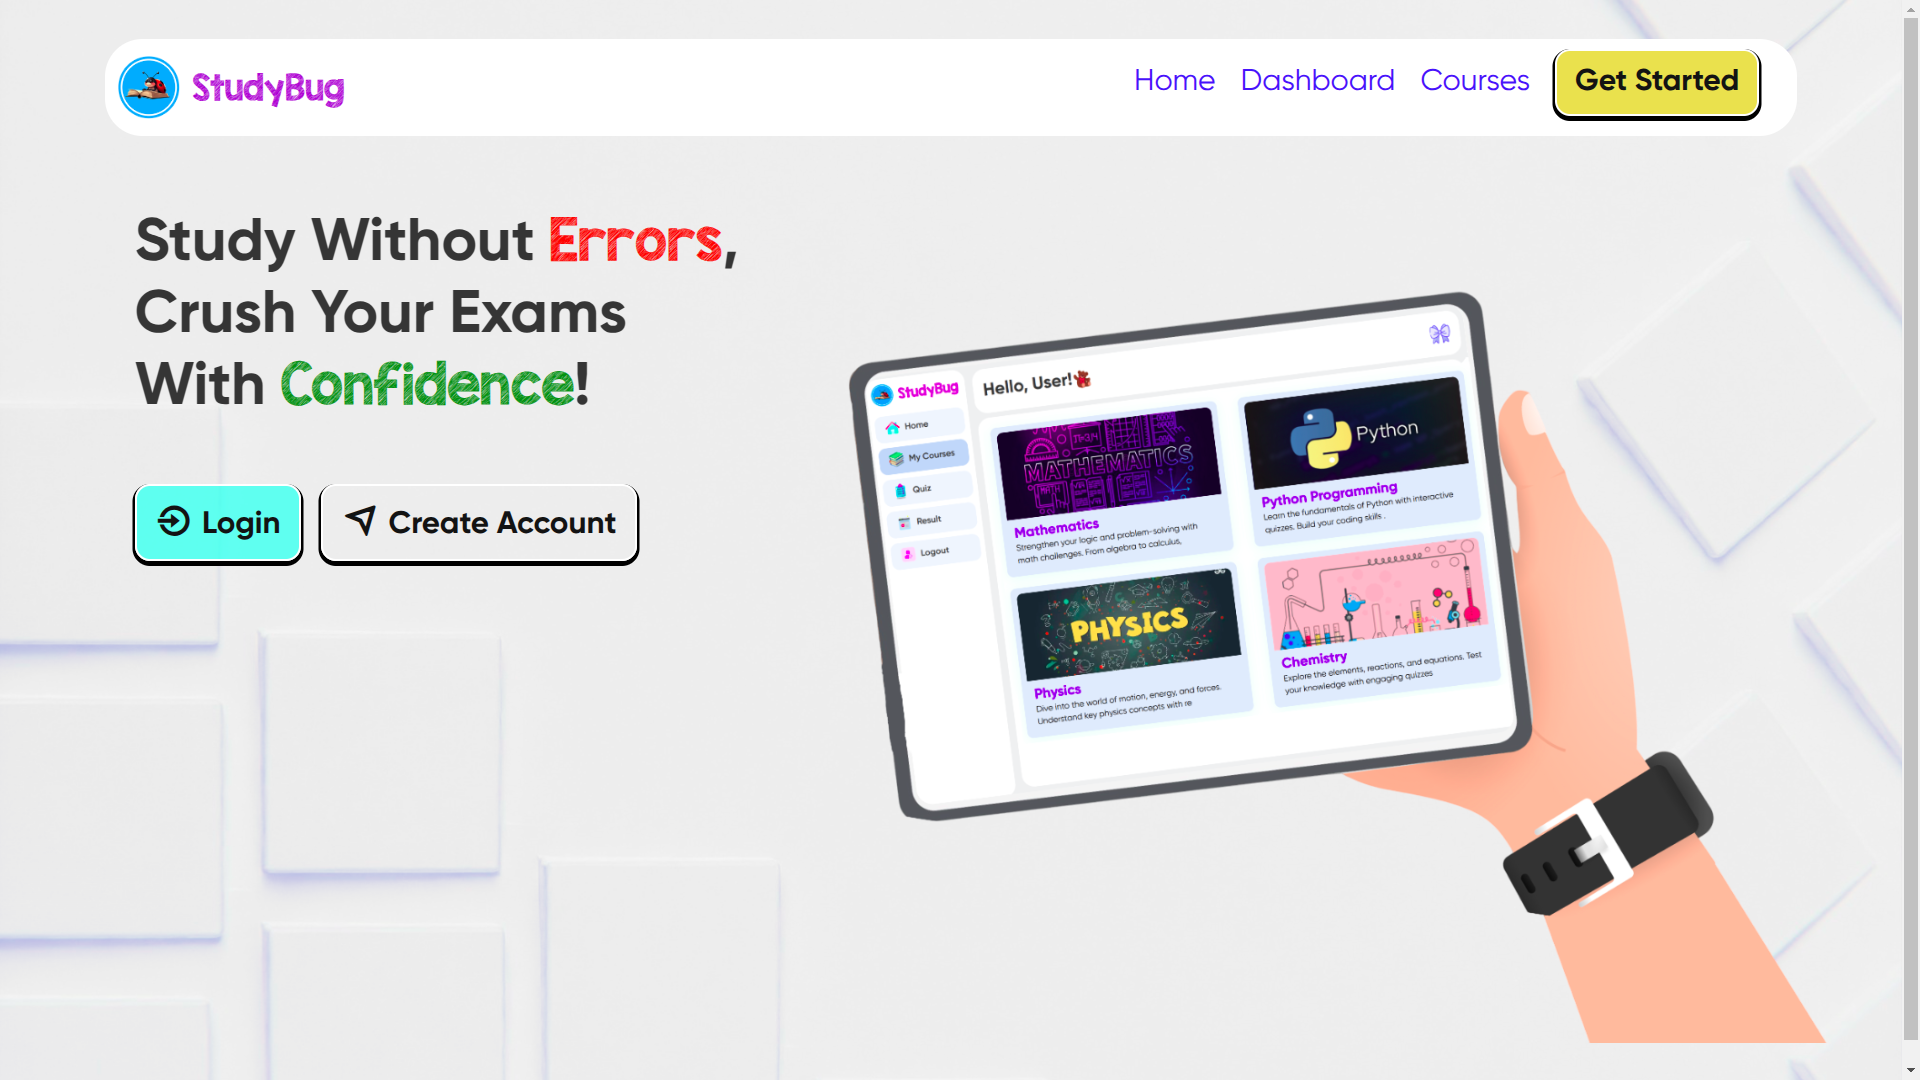 StudyBug
Home Dashboard Courses Get Started
Study Without Errors,
Crush Your Exams
With Confidence!
Login
Create Account
StudyBug
Hello, User!
Home
My Courses
Quiz
Result
Logout
MATHEMATICS
Mathematics
Strengthen your logic and problem-solving with
math challenges. From algebra to calculus,
Python
Python Programming
Learn the fundamentals of Python with interactive
quizzes. Build your coding skills .
PHYSICS
Physics
Dive into the world of motion, energy, and forces.
Understand key physics concepts with re
Chemistry
Explore the elements, reactions, and equations. Test
your knowledge with engaging quizzes